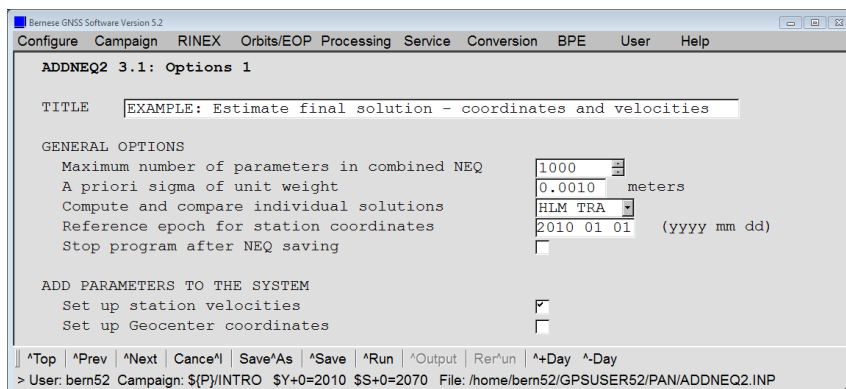 Bernese GNSS Software Version 5.2
Configure Campaign RINEX Orbits/EOP Processing Service Conversion BPE User Help
ADDNEQ2 3.1: Options 1
TITLE EXAMPLE: Estimate final solution - coordinates and velocities
GENERAL OPTIONS
Maximum number of parameters in combined NEQ 1000
A priori sigma of unit weight 0.0010 meters
Compute and compare individual solutions HLM TRA
Reference epoch for station coordinates 2010 01 01 (yyyy mm dd)
Stop program after NEQ saving
ADD PARAMETERS TO THE SYSTEM
Set up station velocities
Set up Geocenter coordinates
^Top ^Prev ^Next Cance^l Save^As ^Save ^Run ^Output Rer^un ^+Day ^-Day
> User: bern52 Campaign: ${P}/INTRO $Y+0=2010 $S+0=2070 File: /home/bern52/GPSUSER52/PAN/ADDNEQ2.INP